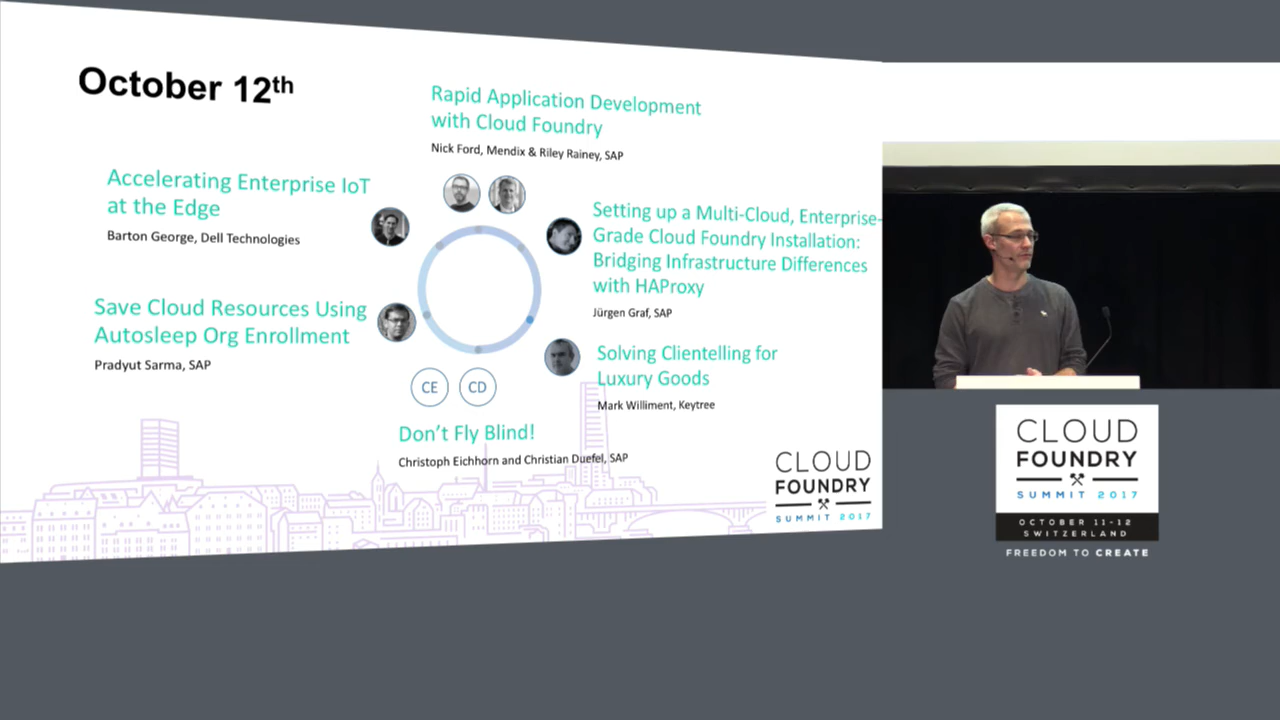 October 12th
Rapid Application Development
with Cloud Foundry
Nick Ford, Mendix & Riley Rainey, SAP
Accelerating Enterprise IoT
at the Edge
Barton George, Dell Technologies
Setting up a Multi-Cloud, Enterprise-
Grade Cloud Foundry Installation:
Bridging Infrastructure Differences
with HAProxy
Jürgen Graf, SAP
Save Cloud Resources Using
Autosleep Org Enrollment
Pradyut Sarma, SAP
Solving Clientelling for
Luxury Goods
Mark Williment, Keytree
CE
CD
Don't Fly Blind!
Christoph Eichhorn and Christian Duefel, SAP
CLOUD
FOUNDRY
SUMMIT 2017
CLOUD
FOUNDRY
SUMMIT 2017
OCTOBER 11-12
SWITZERLAND
FREEDOM TO CREATE